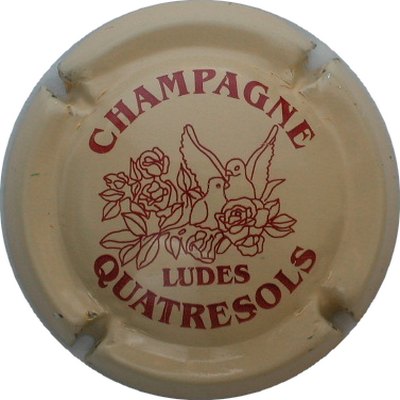 CHAMPAGNE
LUDES
QUATRESOLS